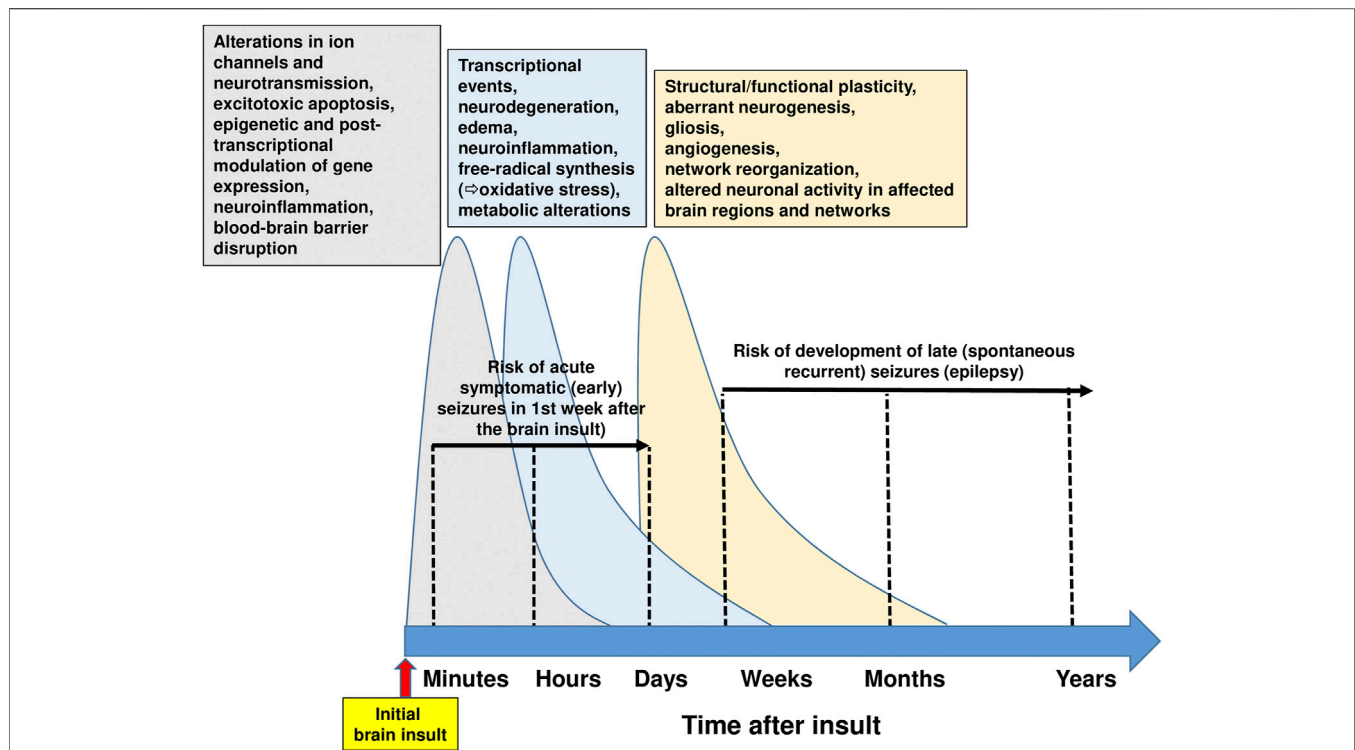 Alterations in ion
channels and
neurotransmission,
excitotoxic apoptosis,
epigenetic and post-
transcriptional
modulation of gene
expression,
neuroinflammation,
blood-brain barrier
disruption
Transcriptional
events,
neurodegeneration,
edema,
neuroinflammation,
free-radical synthesis
(⇨oxidative stress),
metabolic alterations
Structural/functional plasticity,
aberrant neurogenesis,
gliosis,
angiogenesis,
network reorganization,
altered neuronal activity in affected
brain regions and networks
Risk of acute
symptomatic (early)
seizures in 1st week after
the brain insult)
Risk of development of late (spontaneous
recurrent) seizures (epilepsy)
Minutes Hours Days Weeks Months Years
Initial
brain insult
Time after insult